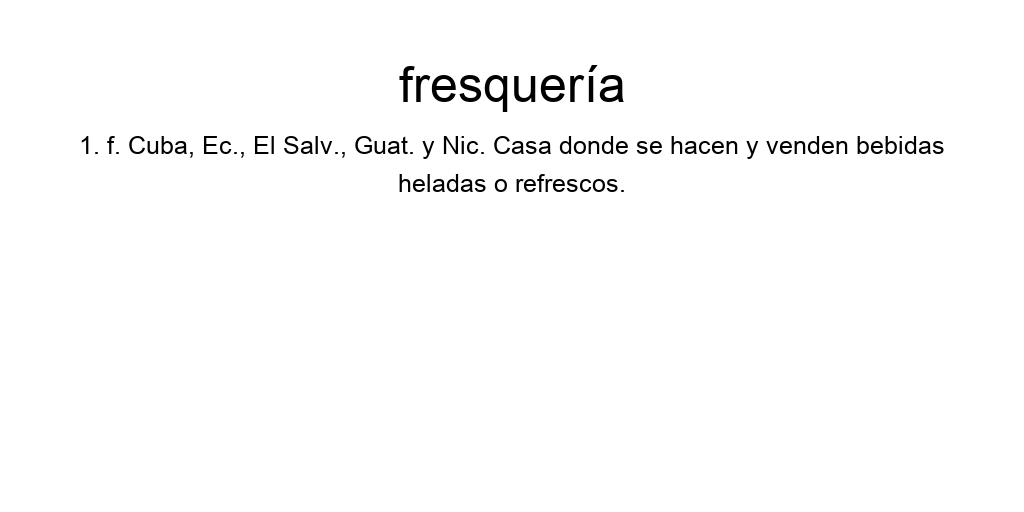 fresquería
1. f. Cuba, Ec., El Salv., Guat. y Nic. Casa donde se hacen y venden bebidas
heladas o refrescos.